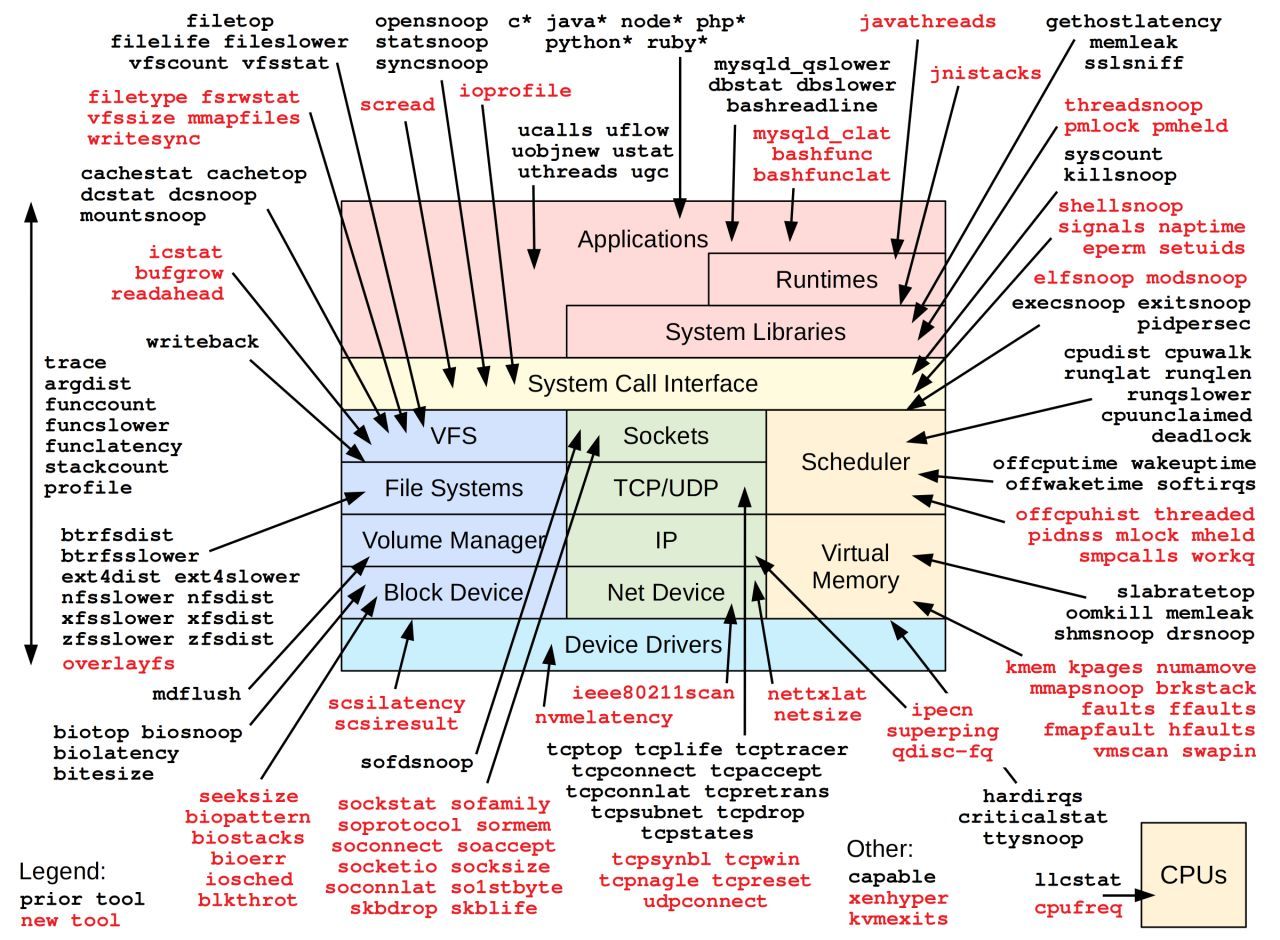 filetop
filelife fileslower
vfscount vfsstat
opensnoop
statsnoop
syncsnoop
c* java* node* php*
python* ruby*
javathreads
gethostlatency
memleak
sslsniff
filetype fsrwstat
vfssize mmapfiles
writesync
scread
ioprofile
mysqld_qslower
dbstat dbslower
bashreadline
jnistacks
ucalls uflow
uobjnew ustat
uthreads ugc
mysqld_clat
bashfunc
bashfunclat
threadsnoop
pmlock pmheld
syscount
killsnoop
cachestat cachetop
dcstat dcsnoop
mountsnoop
shellsnoop
signals naptime
eperm setuids
icstat
bufgrow
readahead
elfsnoop modsnoop
execsnoop exitsnoop
pidpersec
writeback
trace
argdist
funccount
funcslower
funclatency
stackcount
profile
cpudist cpuwalk
runqlat runqlen
runqslower
cpuunclaimed
deadlock
offcputime wakeuptime
offwaketime softirqs
offcpuhist threaded
pidnss mlock mheld
smpcalls workq
Applications
Runtimes
System Libraries
System Call Interface
VFS
Sockets
Scheduler
File Systems
TCP/UDP
Volume Manager
IP
Virtual
Memory
Block Device
Net Device
Device Drivers
btrfsdist
btrfsslower
ext4dist ext4slower
nfsslower nfsdist
xfsslower xfsdist
zfsslower zfsdist
overlayfs
mdflush
biotop biosnoop
biolatency
bitesize
slabratetop
oomkill memleak
shmsnoop drsnoop
kmem kpages numamove
mmapsnoop brkstack
faults ffaults
fmapfault hfaults
vmscan swapin
scsilatency
scsiresult
nvmelatency
ieee80211scan
nettxlat
netsize
ipecn
superping
qdisc-fq
sofdsnoop
tcptop tcplife tcptracer
tcpconnect tcpaccept
tcpconnlat tcpretrans
tcpsubnet tcpdrop
tcpstates
tcpsynbl tcpwin
tcpnagle tcpreset
udpconnect
hardirqs
criticalstat
ttysnoop
seeksize
biopattern
biostacks
bioerr
iosched
blkthrot
sockstat sofamily
soprotocol sormem
soconnect soaccept
socketio socksize
soconnlat so1stbyte
skbdrop skblife
Legend:
prior tool
new tool
Other:
capable
xenhyper
kvmexits
llcstat
cpufreq
CPUs